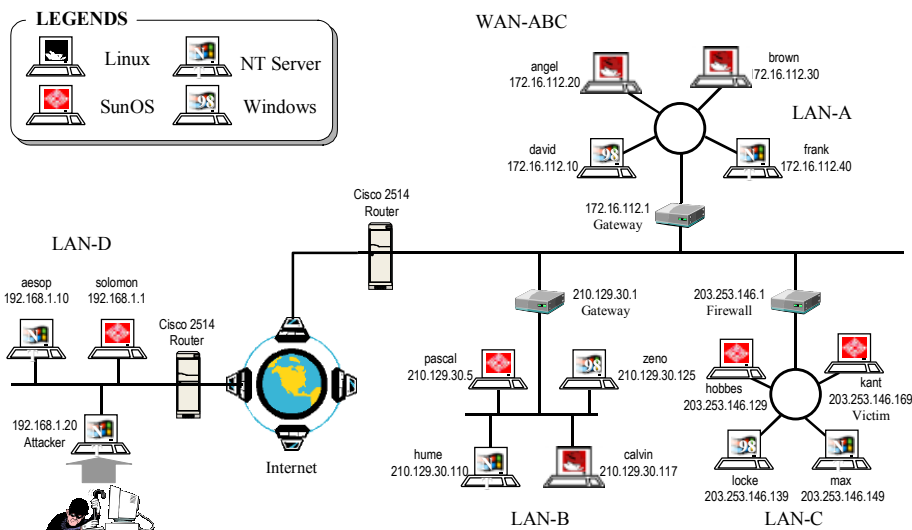 LEGENDS
Linux
NT Server
SunOS
Windows
WAN-ABC
angel
172.16.112.20
brown
72.16.112.30
LAN-A
david
172.16.112.10
frank
172.16.112.40
172.16.112.1
Gateway
Cisco 2514
Router
LAN-D
aesop
192.168.1.10
solomon
192.168.1.1
Cisco 2514
Router
192.168.1.20
Attacker
Internet
210.129.30.1
Gateway
pascal
210.129.30.5
zeno
210.129.30.125
hume
210.129.30.110
calvin
210.129.30.117
LAN-B
203.253.146.1
Firewall
hobbes
203.253.146.129
kant
203.253.146.169
Victim
locke
203.253.146.139
max
203.253.146.149
LAN-C